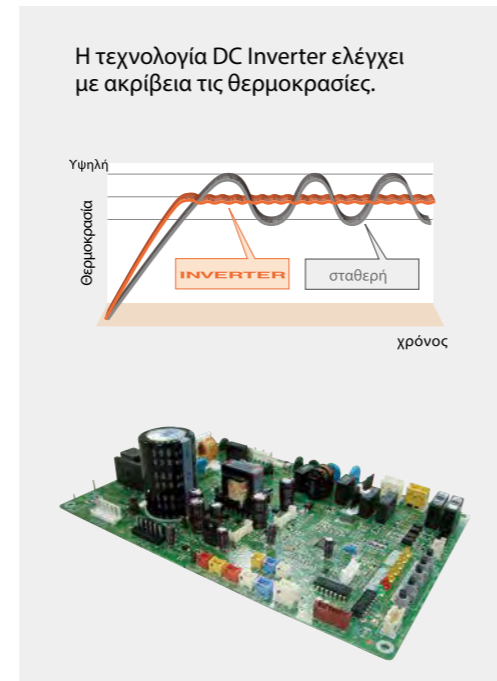 Η τεχνολογία DC Inverter ελέγχει
με ακρίβεια τις θερμοκρασίες.
Υψηλή
Θερμοκρασία
INVERTER
σταθερή
χρόνος